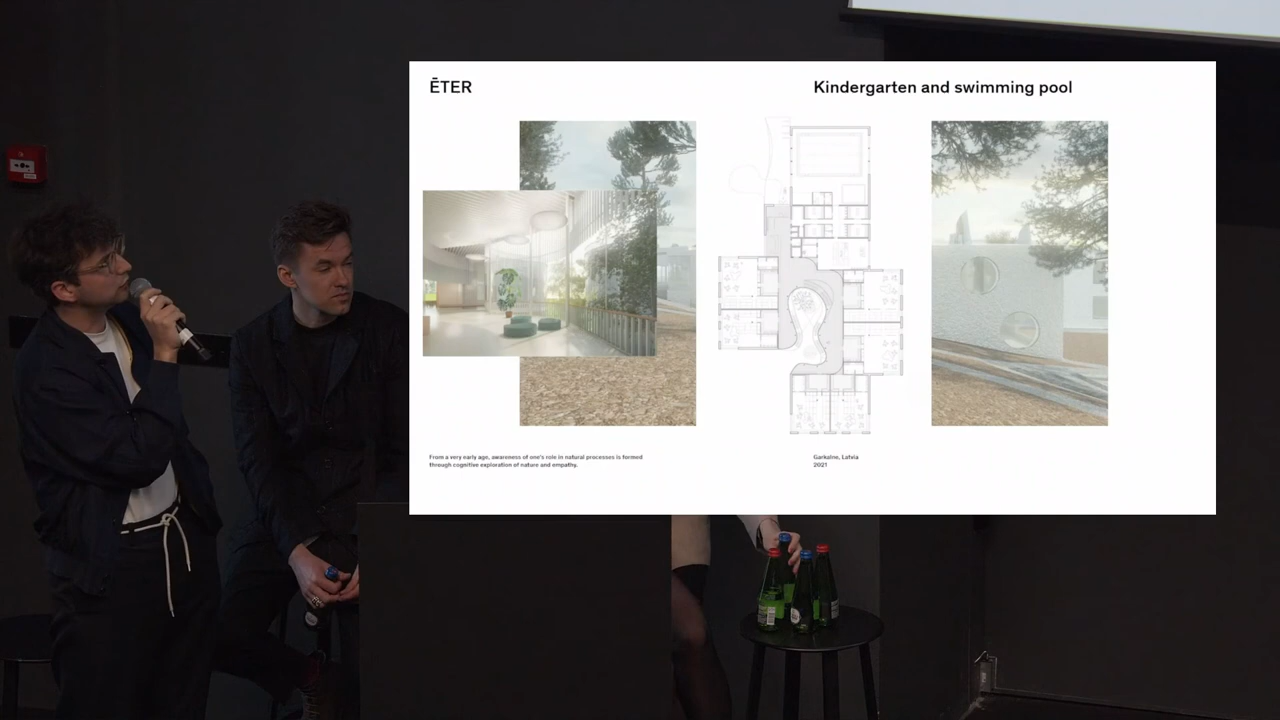 ĒTER
Kindergarten and swimming pool
From a very early age, awareness of one's role in natural processes is formed
through cognitive exploration of nature and empathy.
Garkalne, Latvia
2021